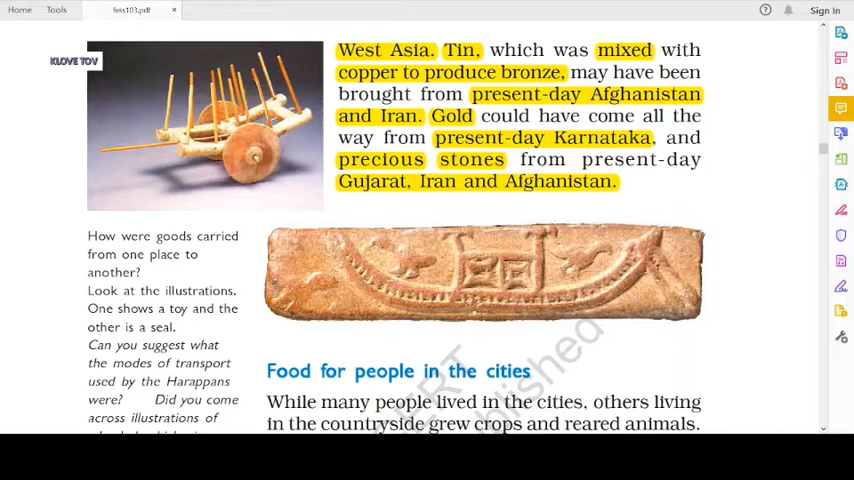 Home Tools fess103.pdf × Sign In
KLOVE TOV
West Asia. Tin, which was mixed with
copper to produce bronze, may have been
brought from present-day Afghanistan
and Iran. Gold could have come all the
way from present-day Karnataka, and
precious stones from present-day
Gujarat, Iran and Afghanistan.
How were goods carried
from one place to
another?
Look at the illustrations.
One shows a toy and the
other is a seal.
Can you suggest what
the modes of transport
used by the Harappans
were? Did you come
across illustrations of
Food for people in the cities
While many people lived in the cities, others living
in the countryside grew crops and reared animals.